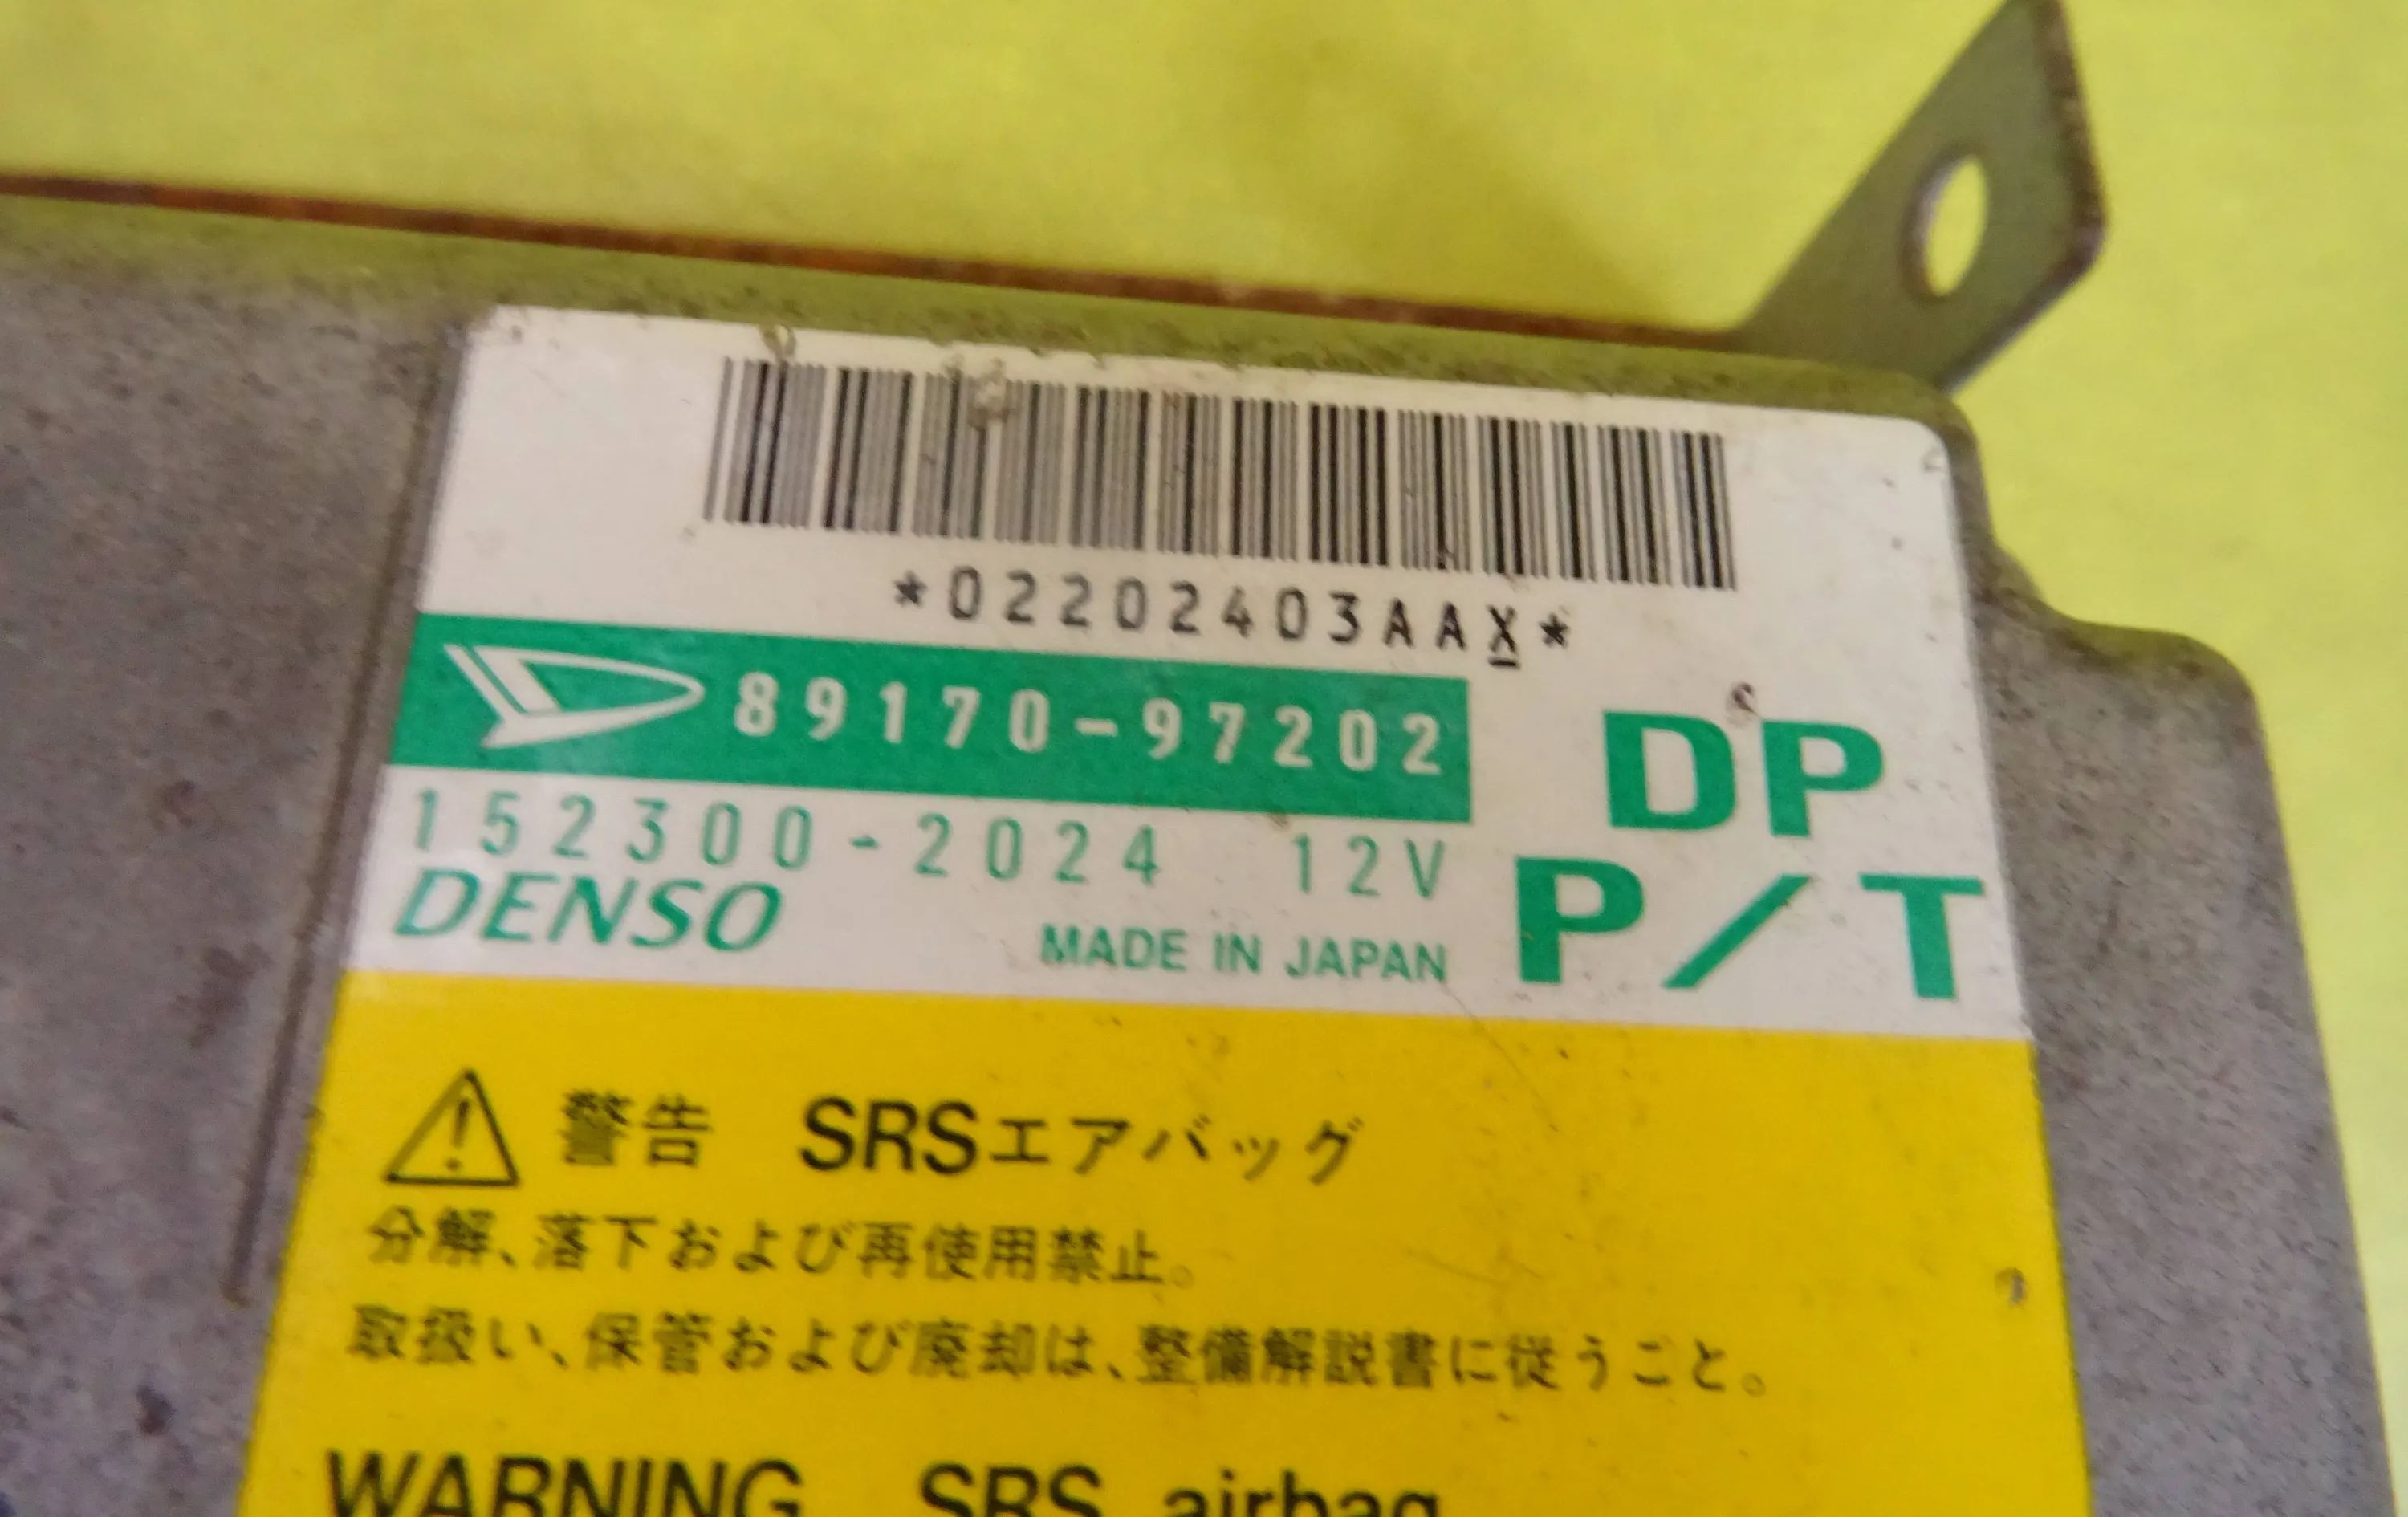 *02202403AAX*
89170-97202
152300-2024 12V
DENSO
MADE IN JAPAN
DP
P/T
警告 SRSエアバッグ
分解、落下および再使用禁止。
取扱い、保管および廃却は、整備解説書に従うこと。
WARNING SRS airbag